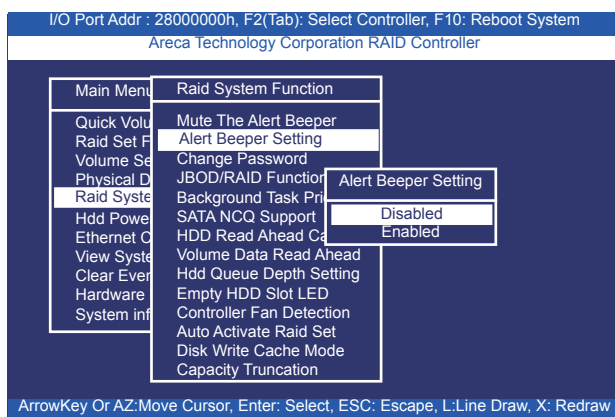 I/O Port Addr : 28000000h, F2(Tab): Select Controller, F10: Reboot System
Areca Technology Corporation RAID Controller
Main Menu
Quick Volu
Raid Set F
Volume Se
Physical D
Raid Syste
Hdd Powe
Ethernet C
View Syste
Clear Even
Hardware
System inf
Raid System Function
Mute The Alert Beeper
Alert Beeper Setting
Change Password
JBOD/RAID Function
Background Task Pri
SATA NCQ Support
HDD Read Ahead Ca
Volume Data Read Ahead
Hdd Queue Depth Setting
Empty HDD Slot LED
Controller Fan Detection
Auto Activate Raid Set
Disk Write Cache Mode
Capacity Truncation
Alert Beeper Setting
Disabled
Enabled
ArrowKey Or AZ:Move Cursor, Enter: Select, ESC: Escape, L:Line Draw, X: Redraw